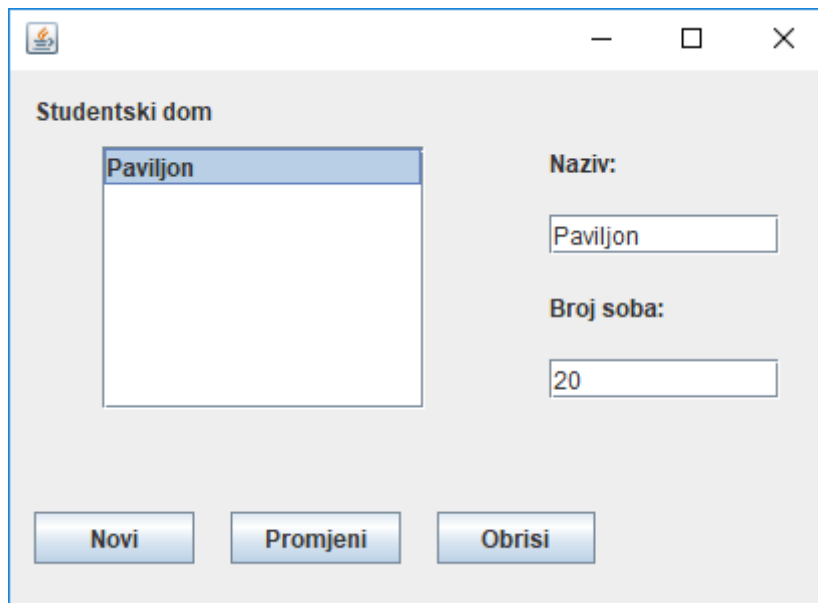 Studentski dom
Paviljon
Naziv:
Paviljon
Broj soba:
20
Novi
Promjeni
Obrisi